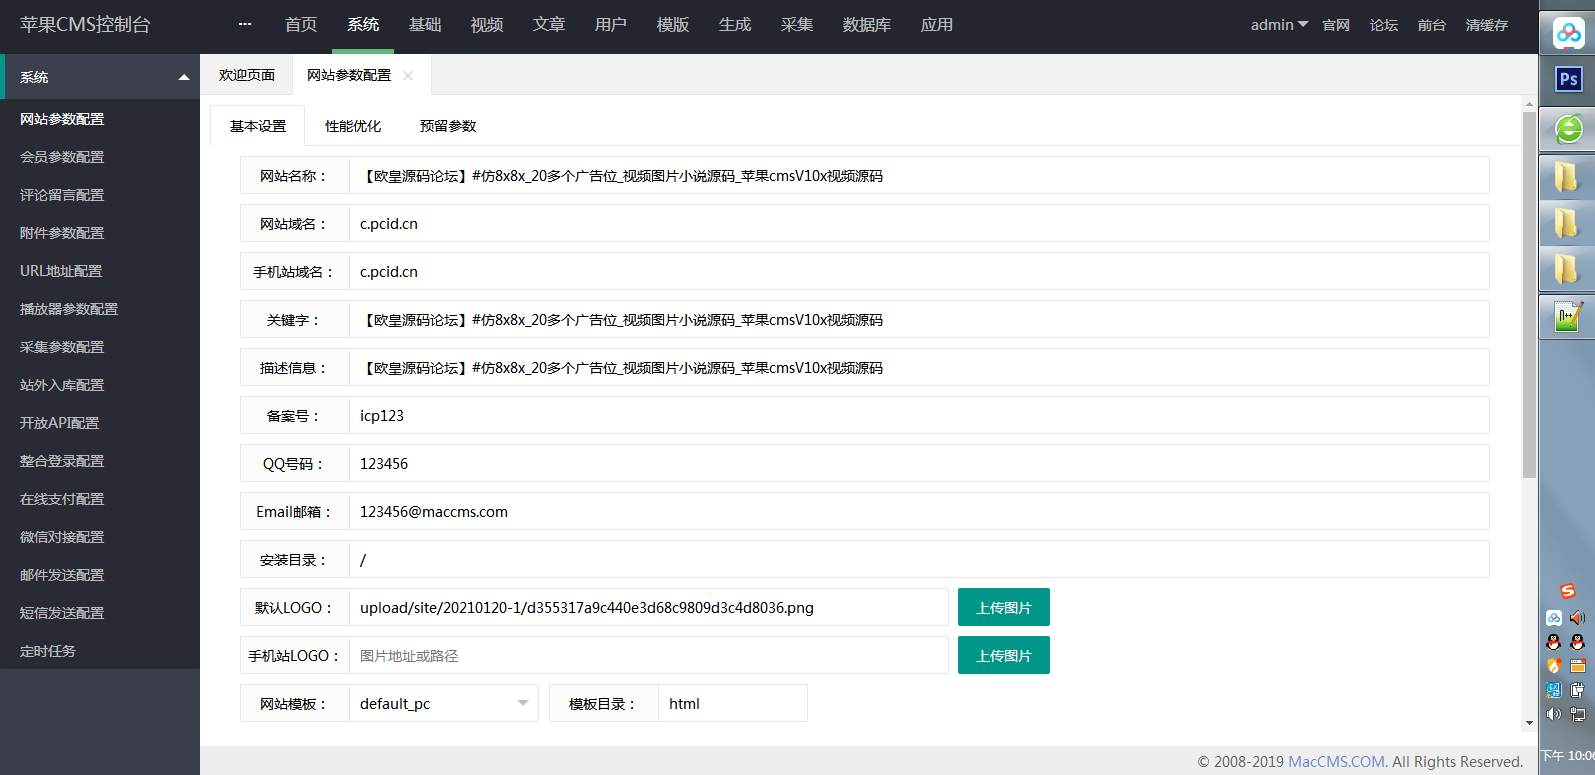 苹果CMS控制台
首页 系统 基础 视频 文章 用户 模版 生成 采集 数据库 应用
admin 官网 论坛 前台 清缓存
系统
网站参数配置
会员参数配置
评论留言配置
附件参数配置
URL地址配置
播放器参数配置
采集参数配置
站外入库配置
开放API配置
整合登录配置
在线支付配置
微信对接配置
邮件发送配置
短信发送配置
定时任务
欢迎页面 网站参数配置
基本设置 性能优化 预留参数
网站名称： 【欧皇源码论坛】#仿8x8x_20多个广告位_视频图片小说源码_苹果cmsV10x视频源码
网站域名： c.pcid.cn
手机站域名： c.pcid.cn
关键字： 【欧皇源码论坛】#仿8x8x_20多个广告位_视频图片小说源码_苹果cmsV10x视频源码
描述信息： 【欧皇源码论坛】#仿8x8x_20多个广告位_视频图片小说源码_苹果cmsV10x视频源码
备案号： icp123
QQ号码： 123456
Email邮箱： 123456@maccms.com
安装目录： /
默认LOGO： upload/site/20210120-1/d355317a9c440e3d68c9809d3c4d8036.png 上传图片
手机站LOGO： 图片地址或路径 上传图片
网站模板： default_pc 模板目录： html
© 2008-2019 MacCMS.COM. All Rights Reserved.
Ps
下午 10:06